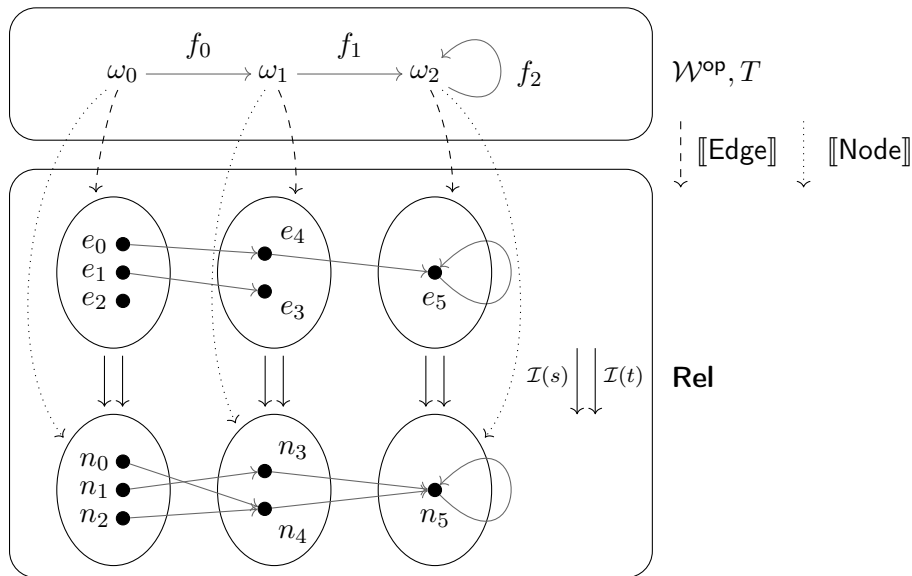 f₀ f₁
ω₀ ω₁ ω₂ f₂ 𝒲ᵒᵖ, T
⟦Edge⟧ ⟦Node⟧
e₀ e₄
e₁
e₂ e₃ e₅
ℐ(s) ℐ(t) Rel
n₀ n₃
n₁
n₂ n₄ n₅